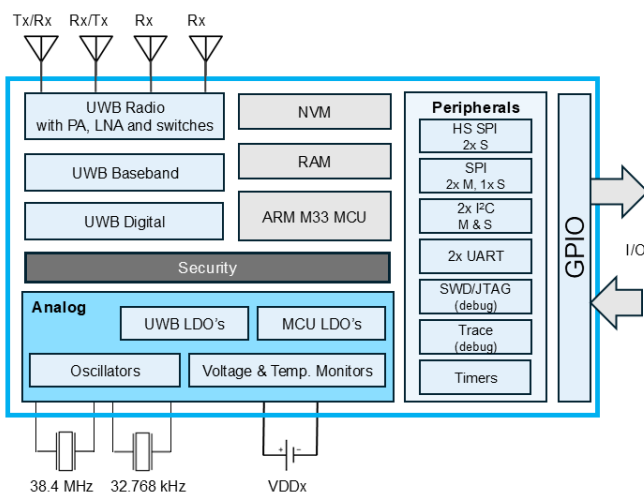 Tx/Rx Rx/Tx Rx Rx
UWB Radio
with PA, LNA and switches
UWB Baseband
UWB Digital
NVM
RAM
ARM M33 MCU
Security
Analog
UWB LDO's
MCU LDO's
Oscillators
Voltage & Temp. Monitors
Peripherals
HS SPI
2x S
SPI
2x M, 1x S
2x I²C
M & S
2x UART
SWD/JTAG
(debug)
Trace
(debug)
Timers
GPIO
I/O
+ −
38.4 MHz 32.768 kHz VDDx